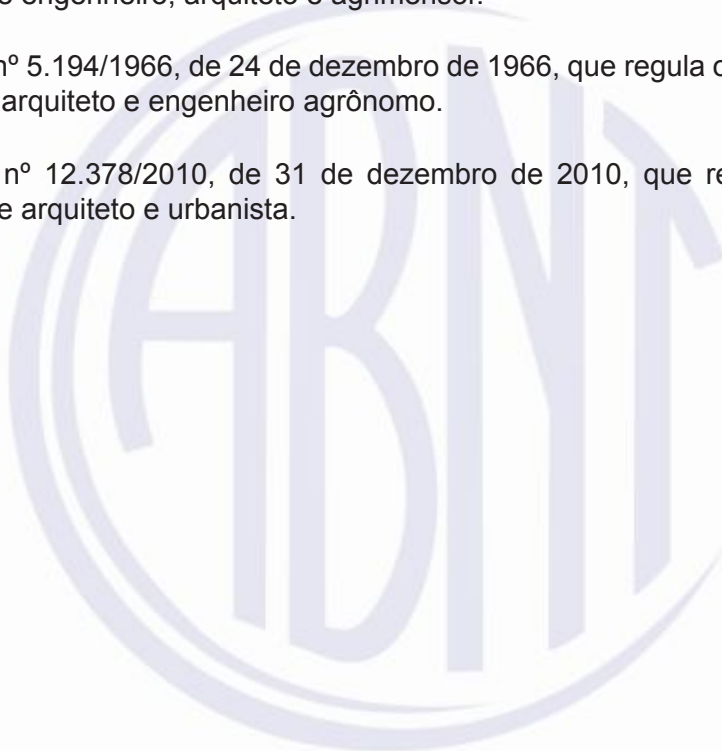 engenheiro, arquiteto e agrimensor.
nº 5.194/1966, de 24 de dezembro de 1966, que regula
arquiteto e engenheiro agrônomo.
nº 12.378/2010, de 31 de dezembro de 2010, que
arquiteto e urbanista.
ABNT